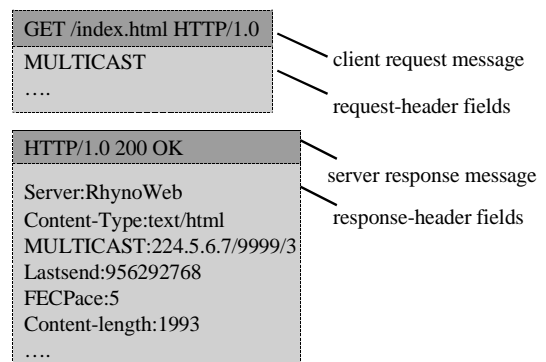 GET /index.html HTTP/1.0
client request message
MULTICAST
….
request-header fields
HTTP/1.0 200 OK
server response message
Server:RhynoWeb
response-header fields
Content-Type:text/html
MULTICAST:224.5.6.7/9999/3
Lastsend:956292768
FECPace:5
Content-length:1993
….